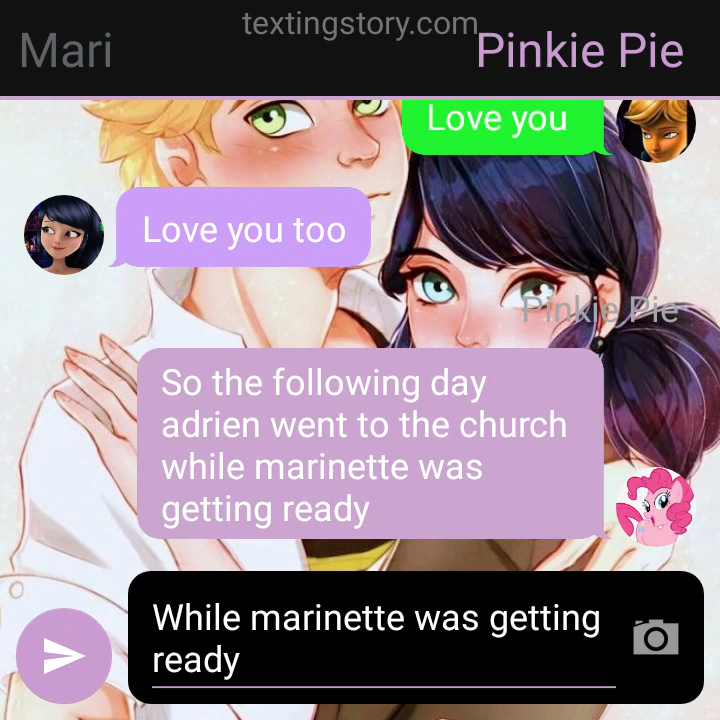 textingstory.com
Mari
Pinkie Pie
Love you
Love you too
Pinkie Pie
So the following day
adrien went to the church
while marinette was
getting ready
While marinette was getting
ready